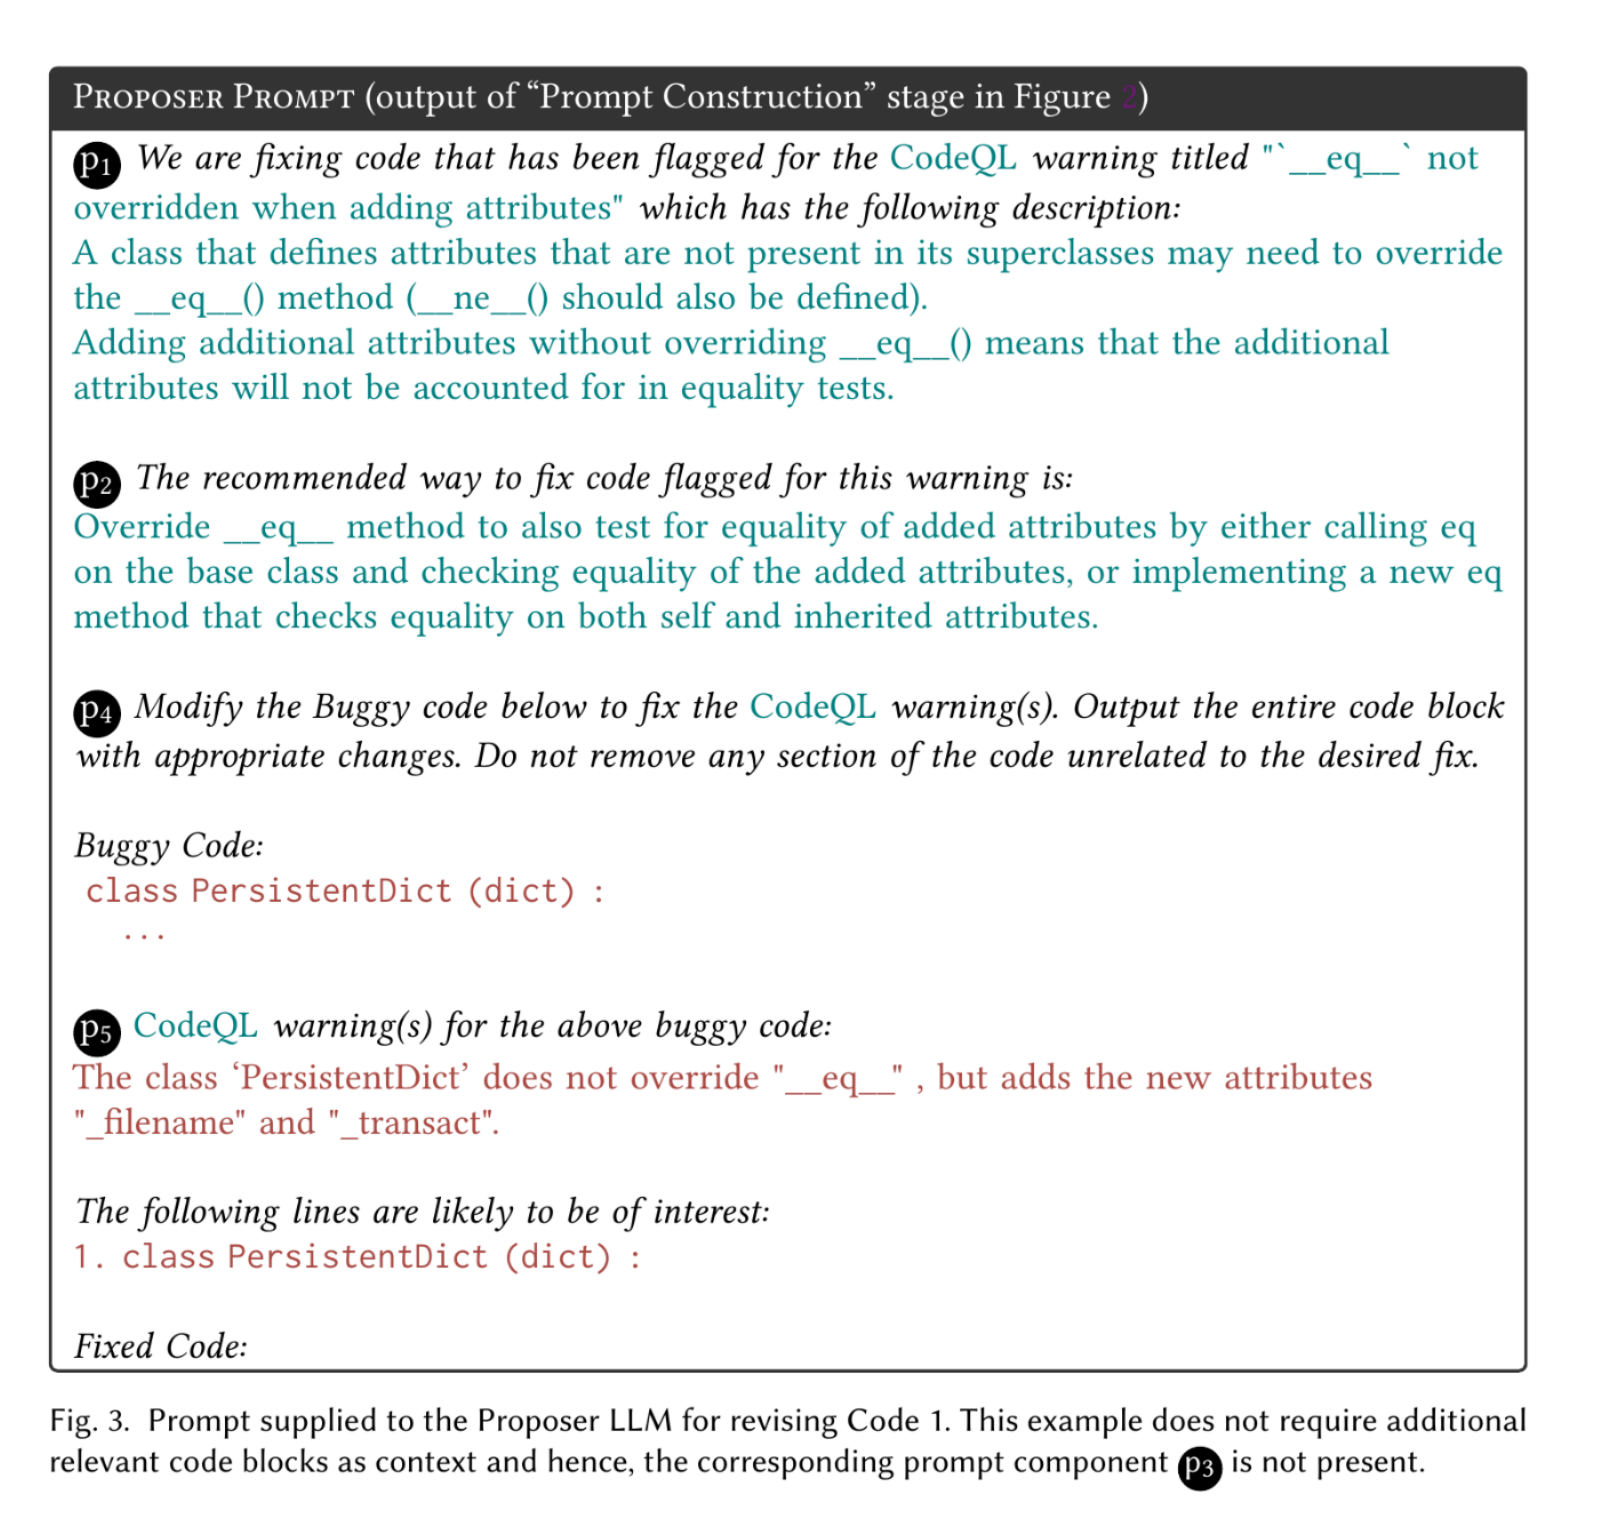 PROPOSER PROMPT (output of “Prompt Construction” stage in Figure 2)
p1 We are fixing code that has been flagged for the CodeQL warning titled "`__eq__` not
overridden when adding attributes" which has the following description:
A class that defines attributes that are not present in its superclasses may need to override
the __eq__() method (__ne__() should also be defined).
Adding additional attributes without overriding __eq__() means that the additional
attributes will not be accounted for in equality tests.
p2 The recommended way to fix code flagged for this warning is:
Override __eq__ method to also test for equality of added attributes by either calling eq
on the base class and checking equality of the added attributes, or implementing a new eq
method that checks equality on both self and inherited attributes.
p4 Modify the Buggy code below to fix the CodeQL warning(s). Output the entire code block
with appropriate changes. Do not remove any section of the code unrelated to the desired fix.
Buggy Code:
class PersistentDict (dict) :
...
p5 CodeQL warning(s) for the above buggy code:
The class ‘PersistentDict’ does not override "__eq__" , but adds the new attributes
"_filename" and "_transact".
The following lines are likely to be of interest:
1. class PersistentDict (dict) :
Fixed Code:
Fig. 3. Prompt supplied to the Proposer LLM for revising Code 1. This example does not require additional
relevant code blocks as context and hence, the corresponding prompt component p3 is not present.